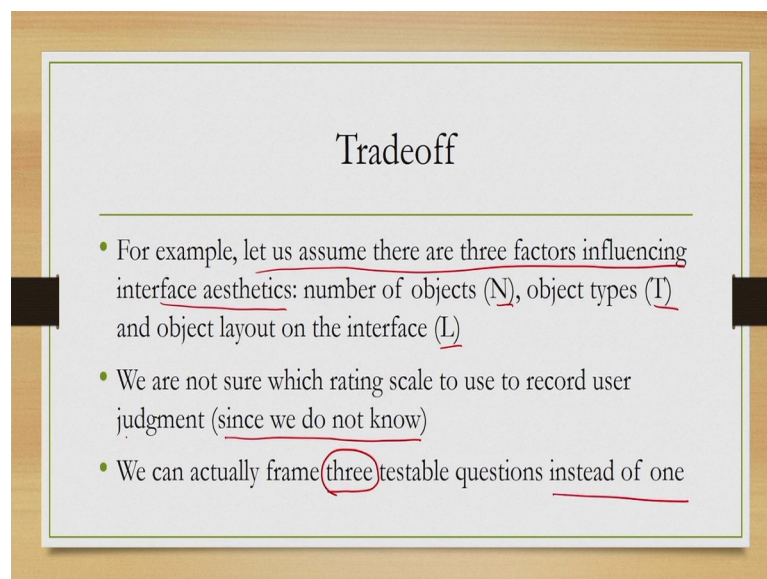 Tradeoff
• For example, let us assume there are three factors influencing
interface aesthetics: number of objects (N), object types (T)
and object layout on the interface (L)
• We are not sure which rating scale to use to record user
judgment (since we do not know)
• We can actually frame three testable questions instead of one